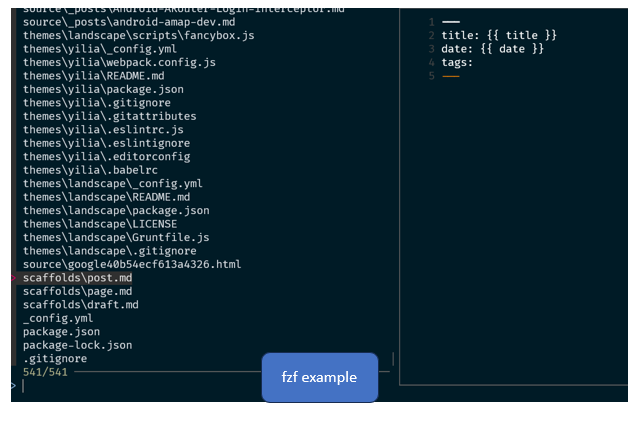 source\_posts\Android-ARouter-Login-Interceptor.md
source\_posts\android-amap-dev.md
themes\landscape\scripts\fancybox.js
themes\yilia\_config.yml
themes\yilia\webpack.config.js
themes\yilia\README.md
themes\yilia\package.json
themes\yilia\.gitignore
themes\yilia\.gitattributes
themes\yilia\.eslintrc.js
themes\yilia\.eslintignore
themes\yilia\.editorconfig
themes\yilia\.babelrc
themes\landscape\_config.yml
themes\landscape\README.md
themes\landscape\package.json
themes\landscape\LICENSE
themes\landscape\Gruntfile.js
themes\landscape\.gitignore
source\google40b54ecf613a4326.html
scaffolds\post.md
scaffolds\page.md
scaffolds\draft.md
_config.yml
package.json
package-lock.json
.gitignore
541/541
>
1 ---
2 title: {{ title }}
3 date: {{ date }}
4 tags:
5 ---
fzf example